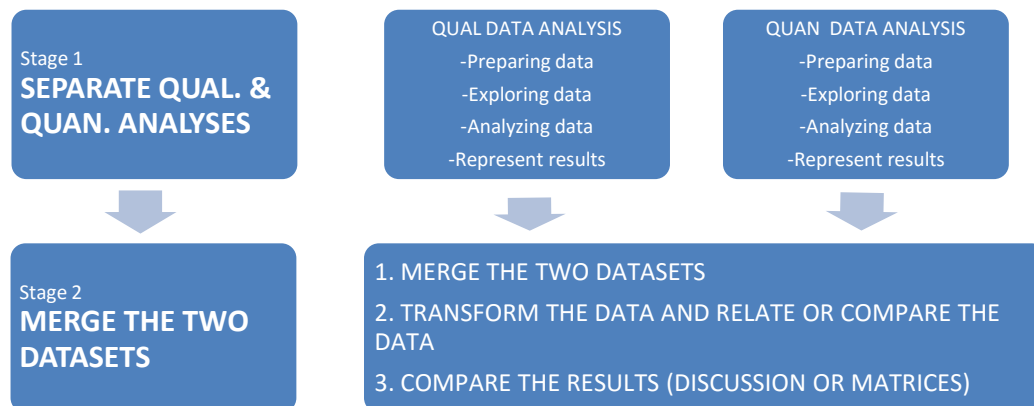 Stage 1
SEPARATE QUAL. &
QUAN. ANALYSES
QUAL DATA ANALYSIS
-Preparing data
-Exploring data
-Analyzing data
-Represent results
QUAN DATA ANALYSIS
-Preparing data
-Exploring data
-Analyzing data
-Represent results
Stage 2
MERGE THE TWO
DATASETS
1. MERGE THE TWO DATASETS
2. TRANSFORM THE DATA AND RELATE OR COMPARE THE
DATA
3. COMPARE THE RESULTS (DISCUSSION OR MATRICES)